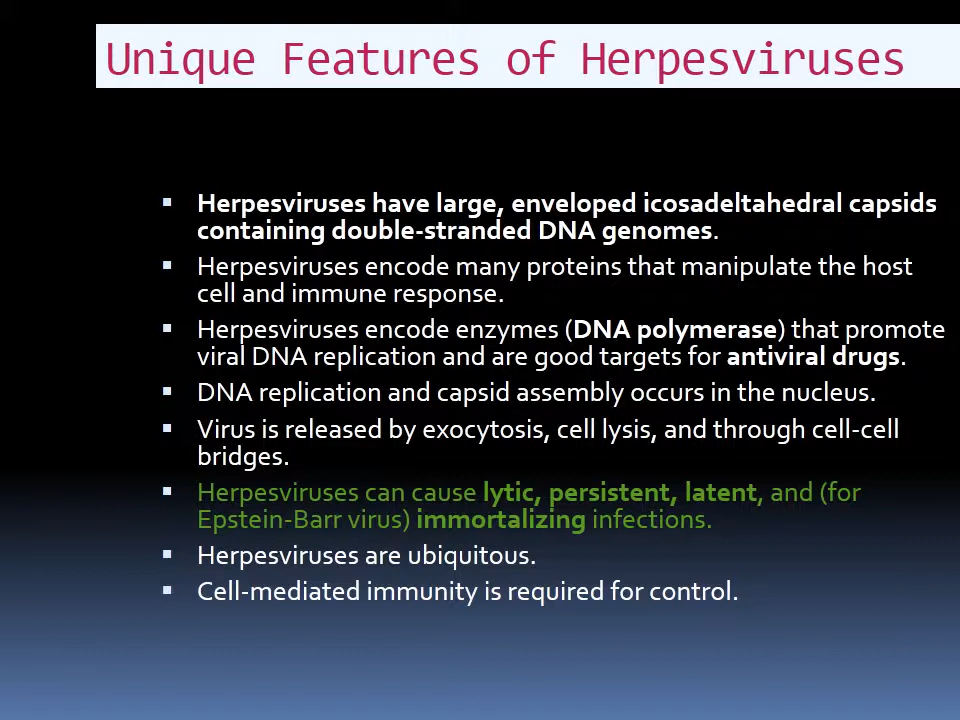 Unique Features of Herpesviruses
▪ Herpesviruses have large, enveloped icosadeltahedral capsids
containing double-stranded DNA genomes.
▪ Herpesviruses encode many proteins that manipulate the host
cell and immune response.
▪ Herpesviruses encode enzymes (DNA polymerase) that promote
viral DNA replication and are good targets for antiviral drugs.
▪ DNA replication and capsid assembly occurs in the nucleus.
▪ Virus is released by exocytosis, cell lysis, and through cell-cell
bridges.
▪ Herpesviruses can cause lytic, persistent, latent, and (for
Epstein-Barr virus) immortalizing infections.
▪ Herpesviruses are ubiquitous.
▪ Cell-mediated immunity is required for control.